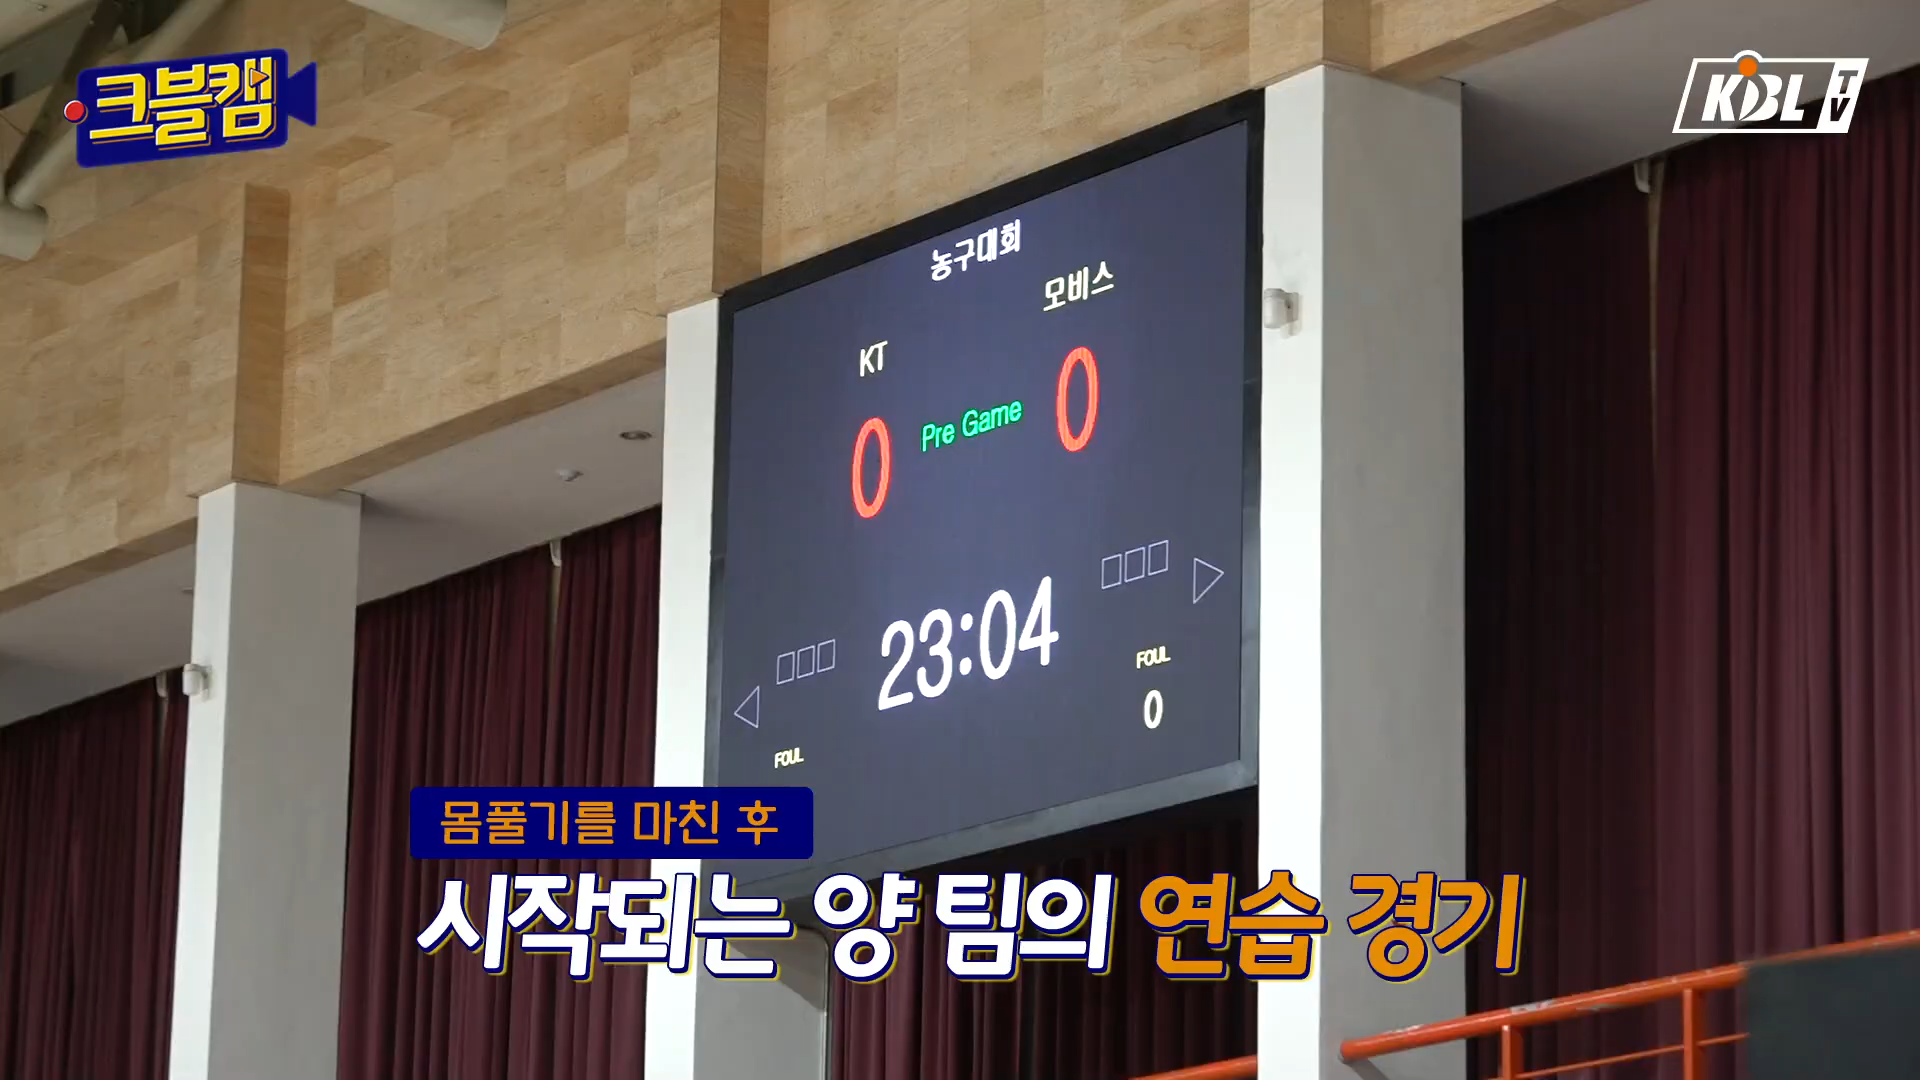 크블캠
KBL TV
농구대회
KT
모비스
0
Pre Game
0
23:04
FOUL
FOUL
0
몸풀기를 마친 후
시작되는 양 팀의 연습 경기